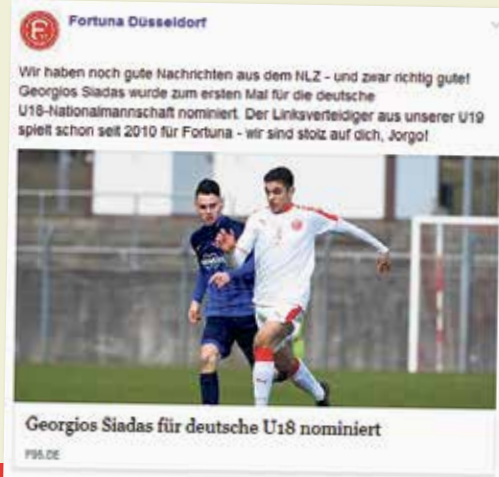 Fortuna Düsseldorf
Wir haben noch gute Nachrichten aus dem NLZ - und zwar richtig gute!
Georgios Siadas wurde zum ersten Mal für die deutsche
U18-Nationalmannschaft nominiert. Der Linksverteidiger aus unserer U19
spielt schon seit 2010 für Fortuna - wir sind stolz auf dich, Jorgo!
Georgios Siadas für deutsche U18 nominiert
F95.DE